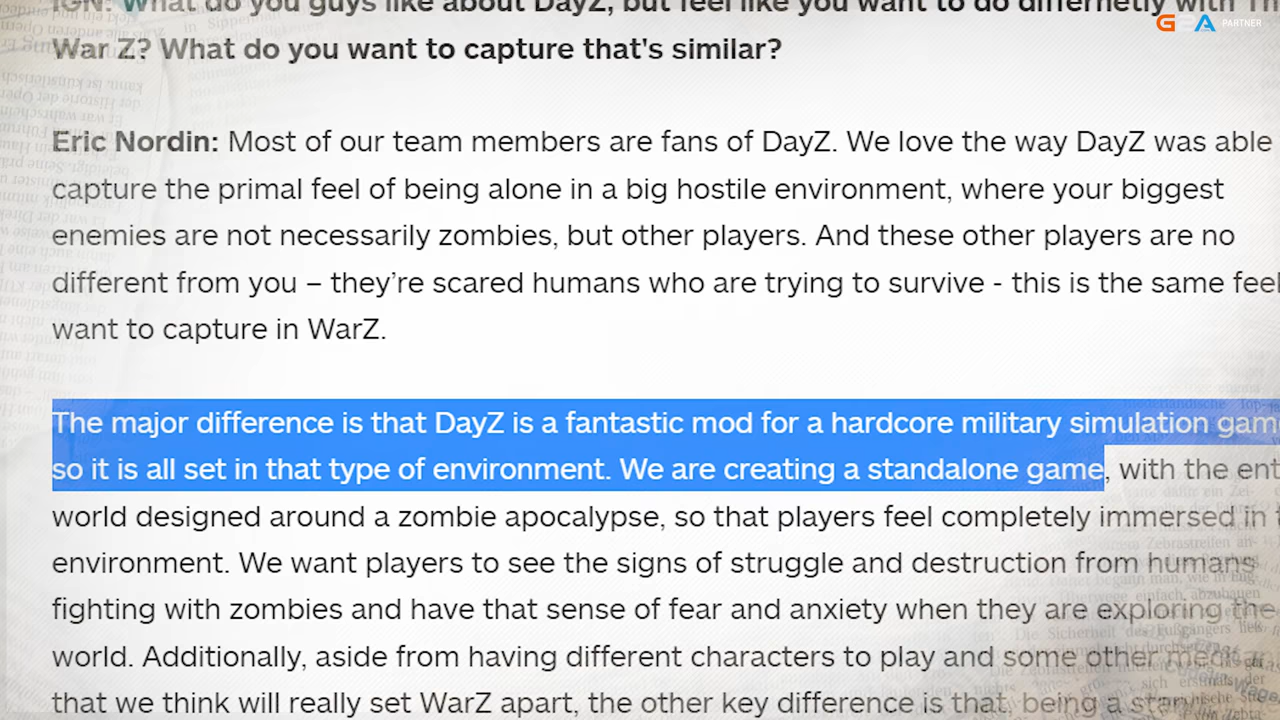 IGN: What do you guys like about DayZ, but feel like you want to do differnetly with Th
War Z? What do you want to capture that's similar?
G2A PARTNER
Eric Nordin: Most of our team members are fans of DayZ. We love the way DayZ was able
capture the primal feel of being alone in a big hostile environment, where your biggest
enemies are not necessarily zombies, but other players. And these other players are no
different from you – they’re scared humans who are trying to survive - this is the same feel
want to capture in WarZ.
The major difference is that DayZ is a fantastic mod for a hardcore military simulation gam
so it is all set in that type of environment. We are creating a standalone game, with the ent
world designed around a zombie apocalypse, so that players feel completely immersed in t
environment. We want players to see the signs of struggle and destruction from humans
fighting with zombies and have that sense of fear and anxiety when they are exploring the
world. Additionally, aside from having different characters to play and some other
that we think will really set WarZ apart, the other key difference is that, being a stan